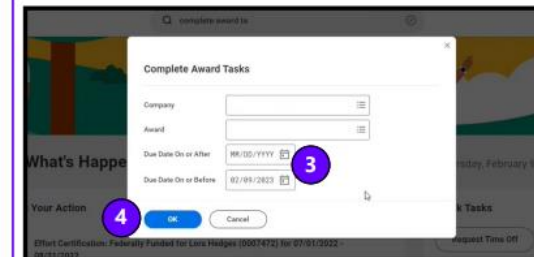 complete award ta
Complete Award Tasks
Company
Award
Due Date On or After MM/DD/YYYY
3
Due Date On or Before 02/09/2023
What's Happe
rsday, February 9
Your Action
k Tasks
4
OK Cancel
Request Time Off
Effort Certification: Federally Funded for Lora Hedges (0007472) for 07/01/2022 -
08/31/2022